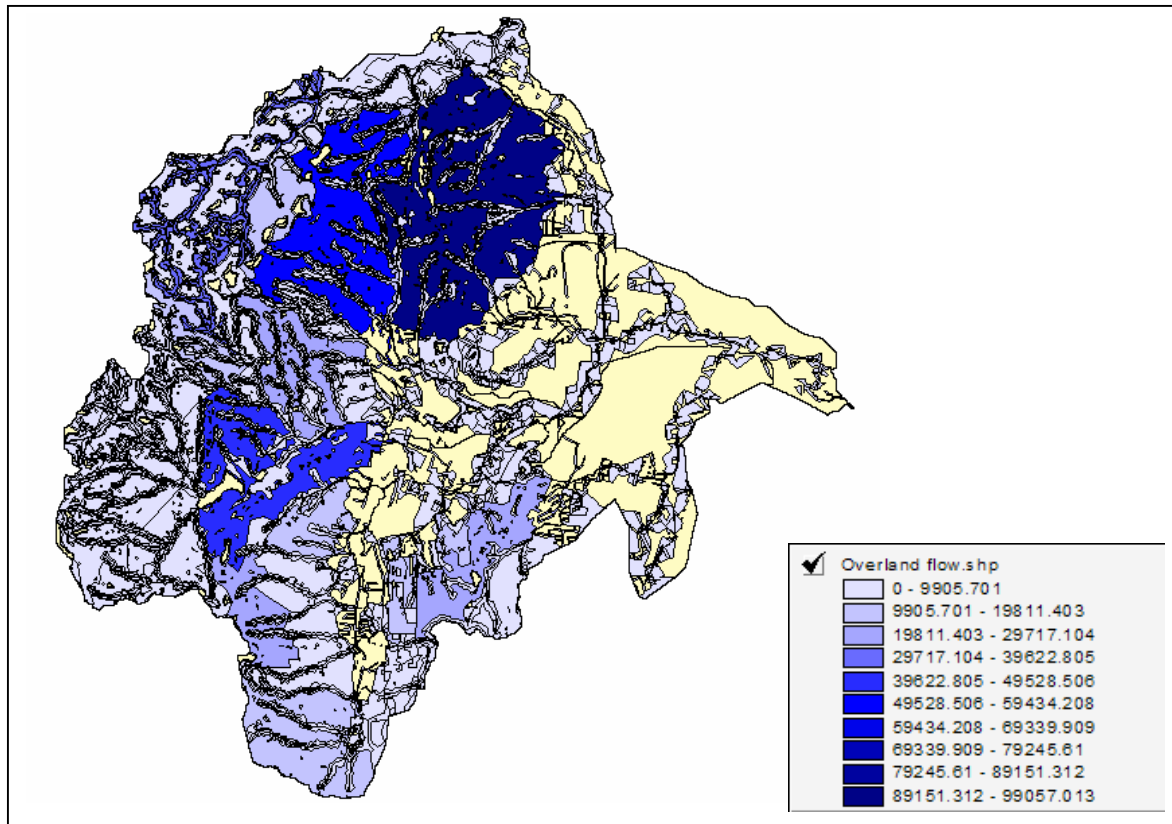 Overland flow.shp
0 - 9905.701
9905.701 - 19811.403
19811.403 - 29717.104
29717.104 - 39622.805
39622.805 - 49528.506
49528.506 - 59434.208
59434.208 - 69339.909
69339.909 - 79245.61
79245.61 - 89151.312
89151.312 - 99057.013